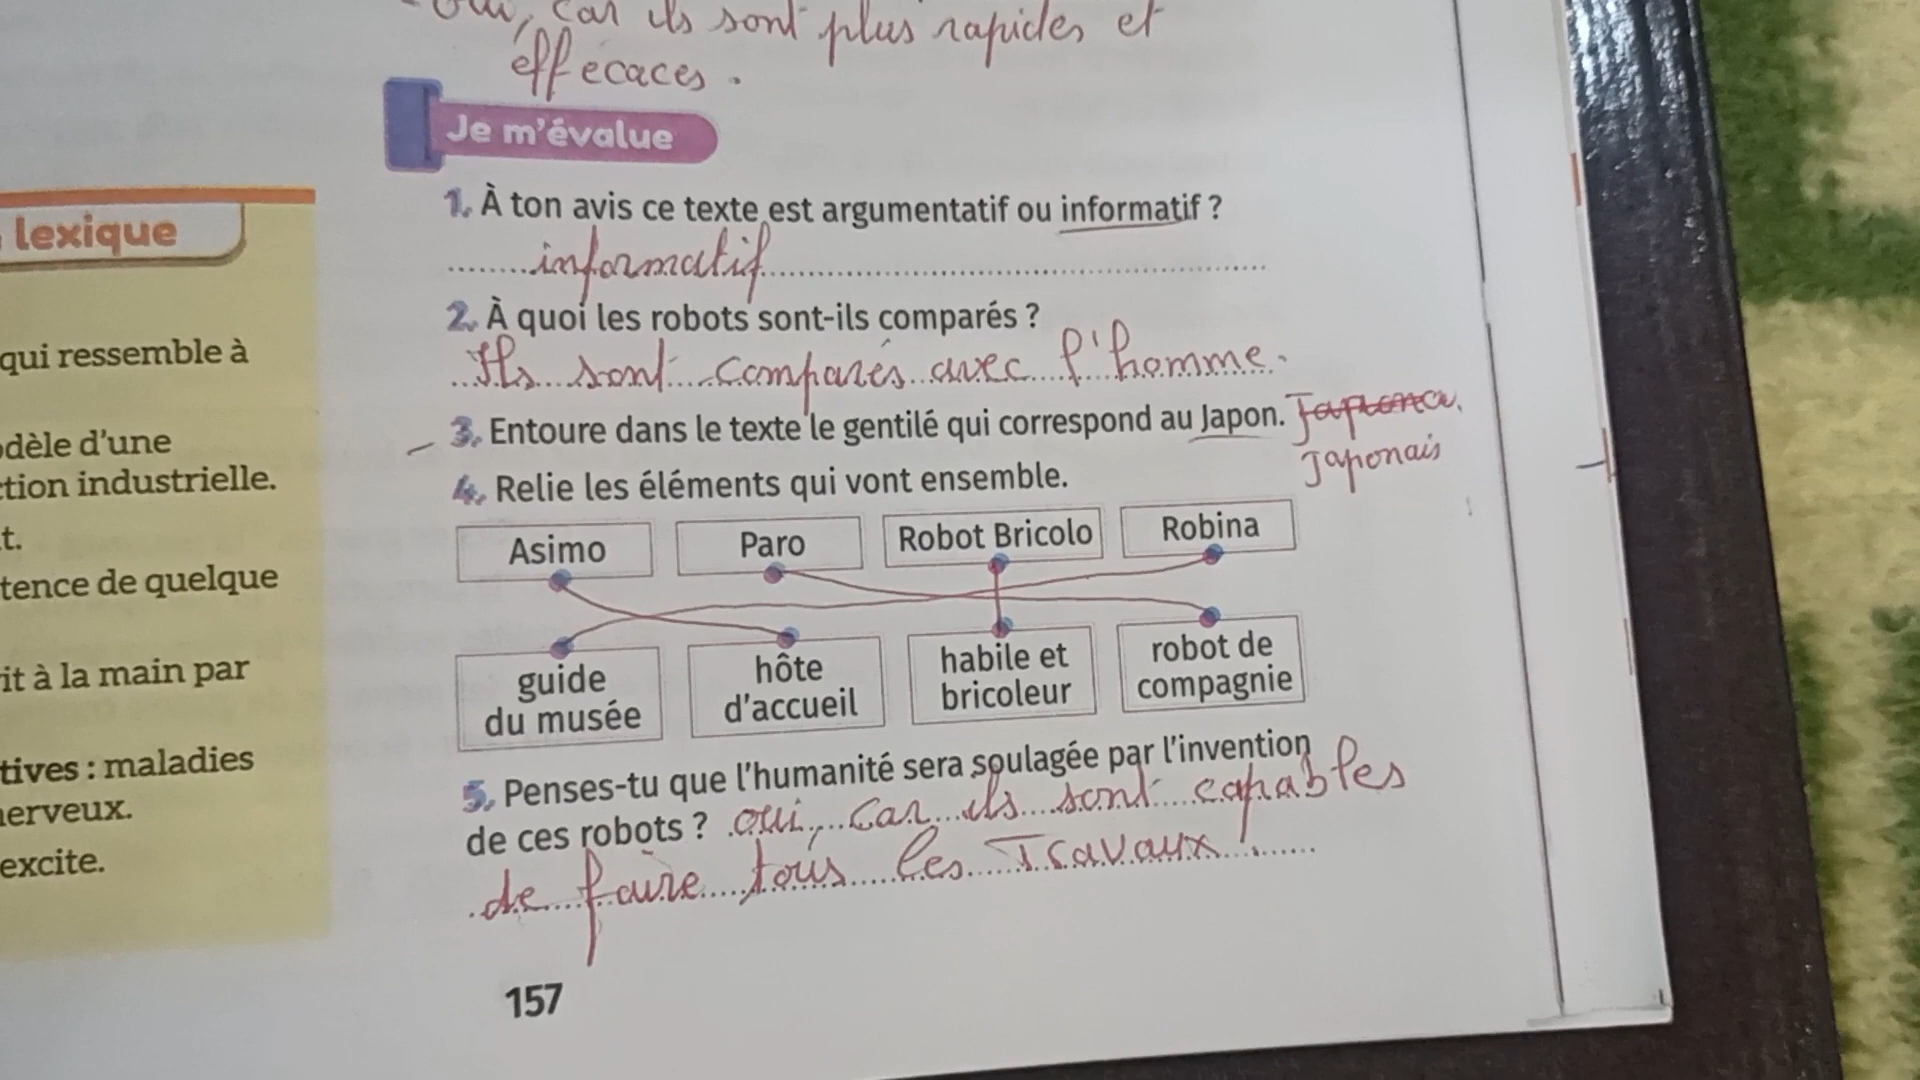 - oui, car ils sont plus rapides et
éffécaces.
Je m'évalue
1. À ton avis ce texte est argumentatif ou informatif ?
informatif
2. À quoi les robots sont-ils comparés ?
Ils sont comparés avec l'homme.
3. Entoure dans le texte le gentilé qui correspond au Japon.
Japonais
4. Relie les éléments qui vont ensemble.
Asimo Paro Robot Bricolo Robina
guide
du musée
hôte
d'accueil
habile et
bricoleur
robot de
compagnie
5. Penses-tu que l'humanité sera soulagée par l'invention
de ces robots ? oui, car ils sont capables
de faire tous les travaux.
157
lexique
qui ressemble à
dèle d'une
tion industrielle.
t.
tence de quelque
it à la main par
tives : maladies
nerveux.
excite.